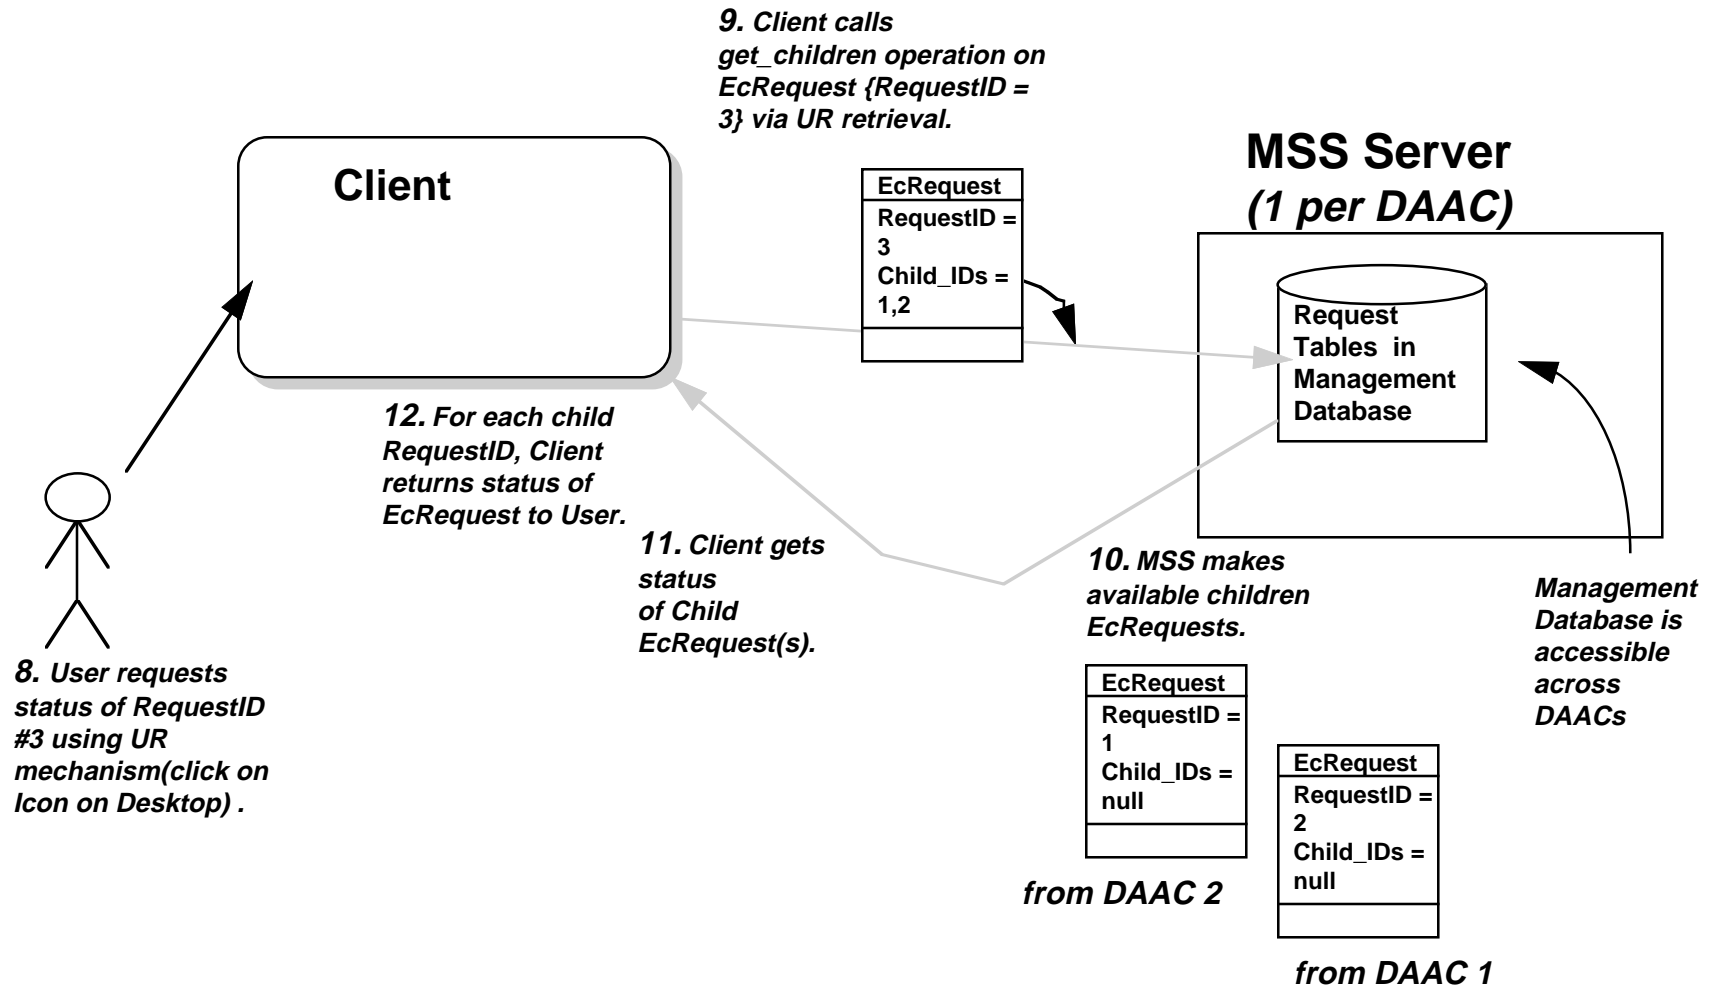 9. Client calls
get_children operation on
EcRequest {RequestID =
3} via UR retrieval.
MSS Server
(1 per DAAC)
Client
EcRequest
RequestID =
3
Child_IDs =
1,2
Request
Tables in
Management
Database
12. For each child
RequestID, Client
returns status of
EcRequest to User.
11. Client gets
status
of Child
EcRequest(s).
10. MSS makes
available children
EcRequests.
Management
Database is
accessible
across
DAACs
8. User requests
status of RequestID
#3 using UR
mechanism(click on
Icon on Desktop) .
EcRequest
RequestID =
1
Child_IDs =
null
from DAAC 2
EcRequest
RequestID =
2
Child_IDs =
null
from DAAC 1